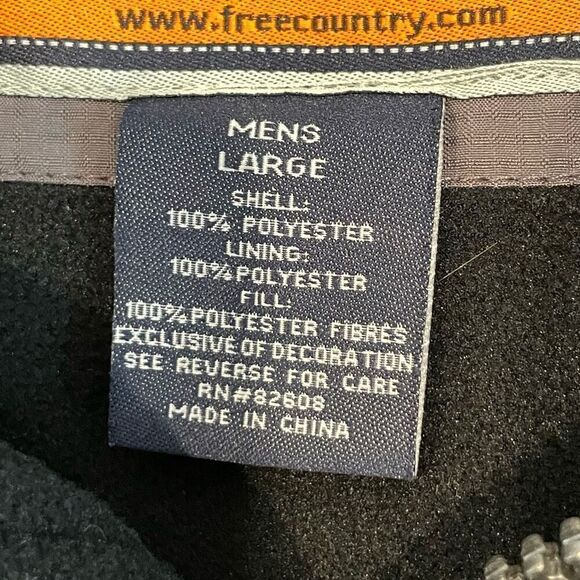 www.freecountry.com
MENS
LARGE
SHELL:
100% POLYESTER
LINING:
100% POLYESTER
FILL:
100% POLYESTER FIBRES
EXCLUSIVE OF DECORATION
SEE REVERSE FOR CARE
RN#82608
MADE IN CHINA